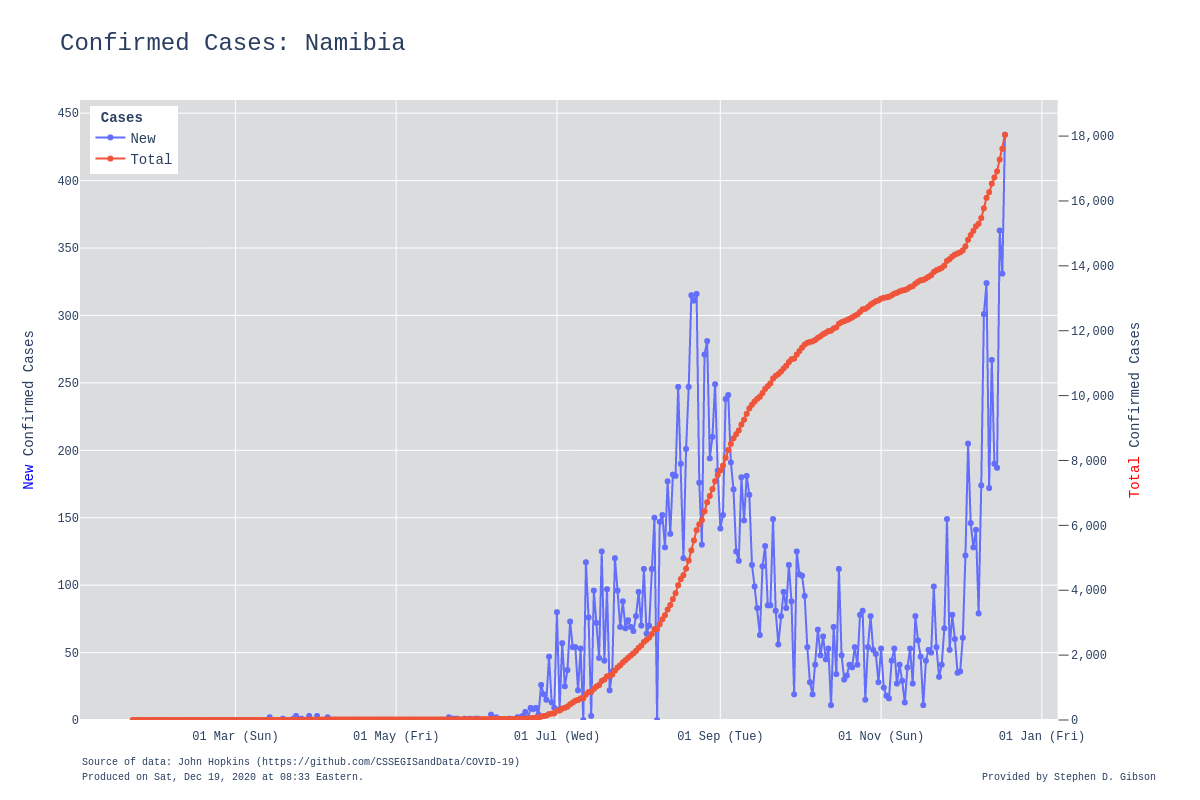 Confirmed Cases: Namibia
Cases
New
Total
450
400
350
300
250
200
150
100
50
0
New Confirmed Cases
18,000
16,000
14,000
12,000
10,000
8,000
6,000
4,000
2,000
0
Total Confirmed Cases
01 Mar (Sun) 01 May (Fri) 01 Jul (Wed) 01 Sep (Tue) 01 Nov (Sun) 01 Jan (Fri)
Source of data: John Hopkins (https://github.com/CSSEGISandData/COVID-19)
Produced on Sat, Dec 19, 2020 at 08:33 Eastern.
Provided by Stephen D. Gibson